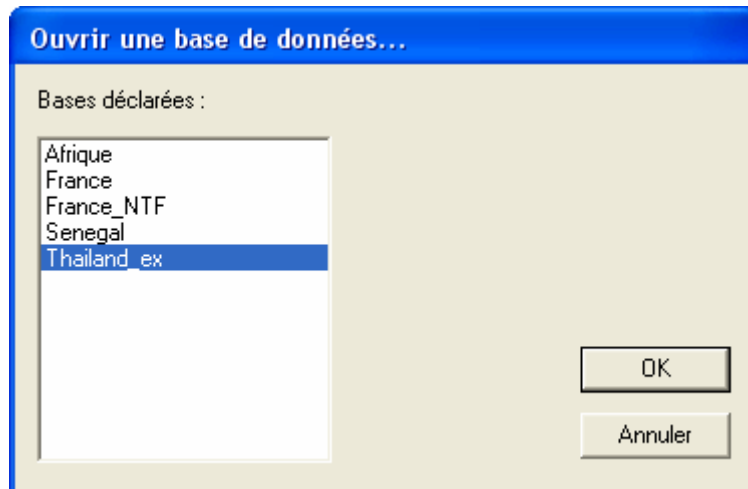 Ouvrir une base de données...
Bases déclarées :
Afrique
France
France_NTF
Senegal
Thailand_ex
OK
Annuler